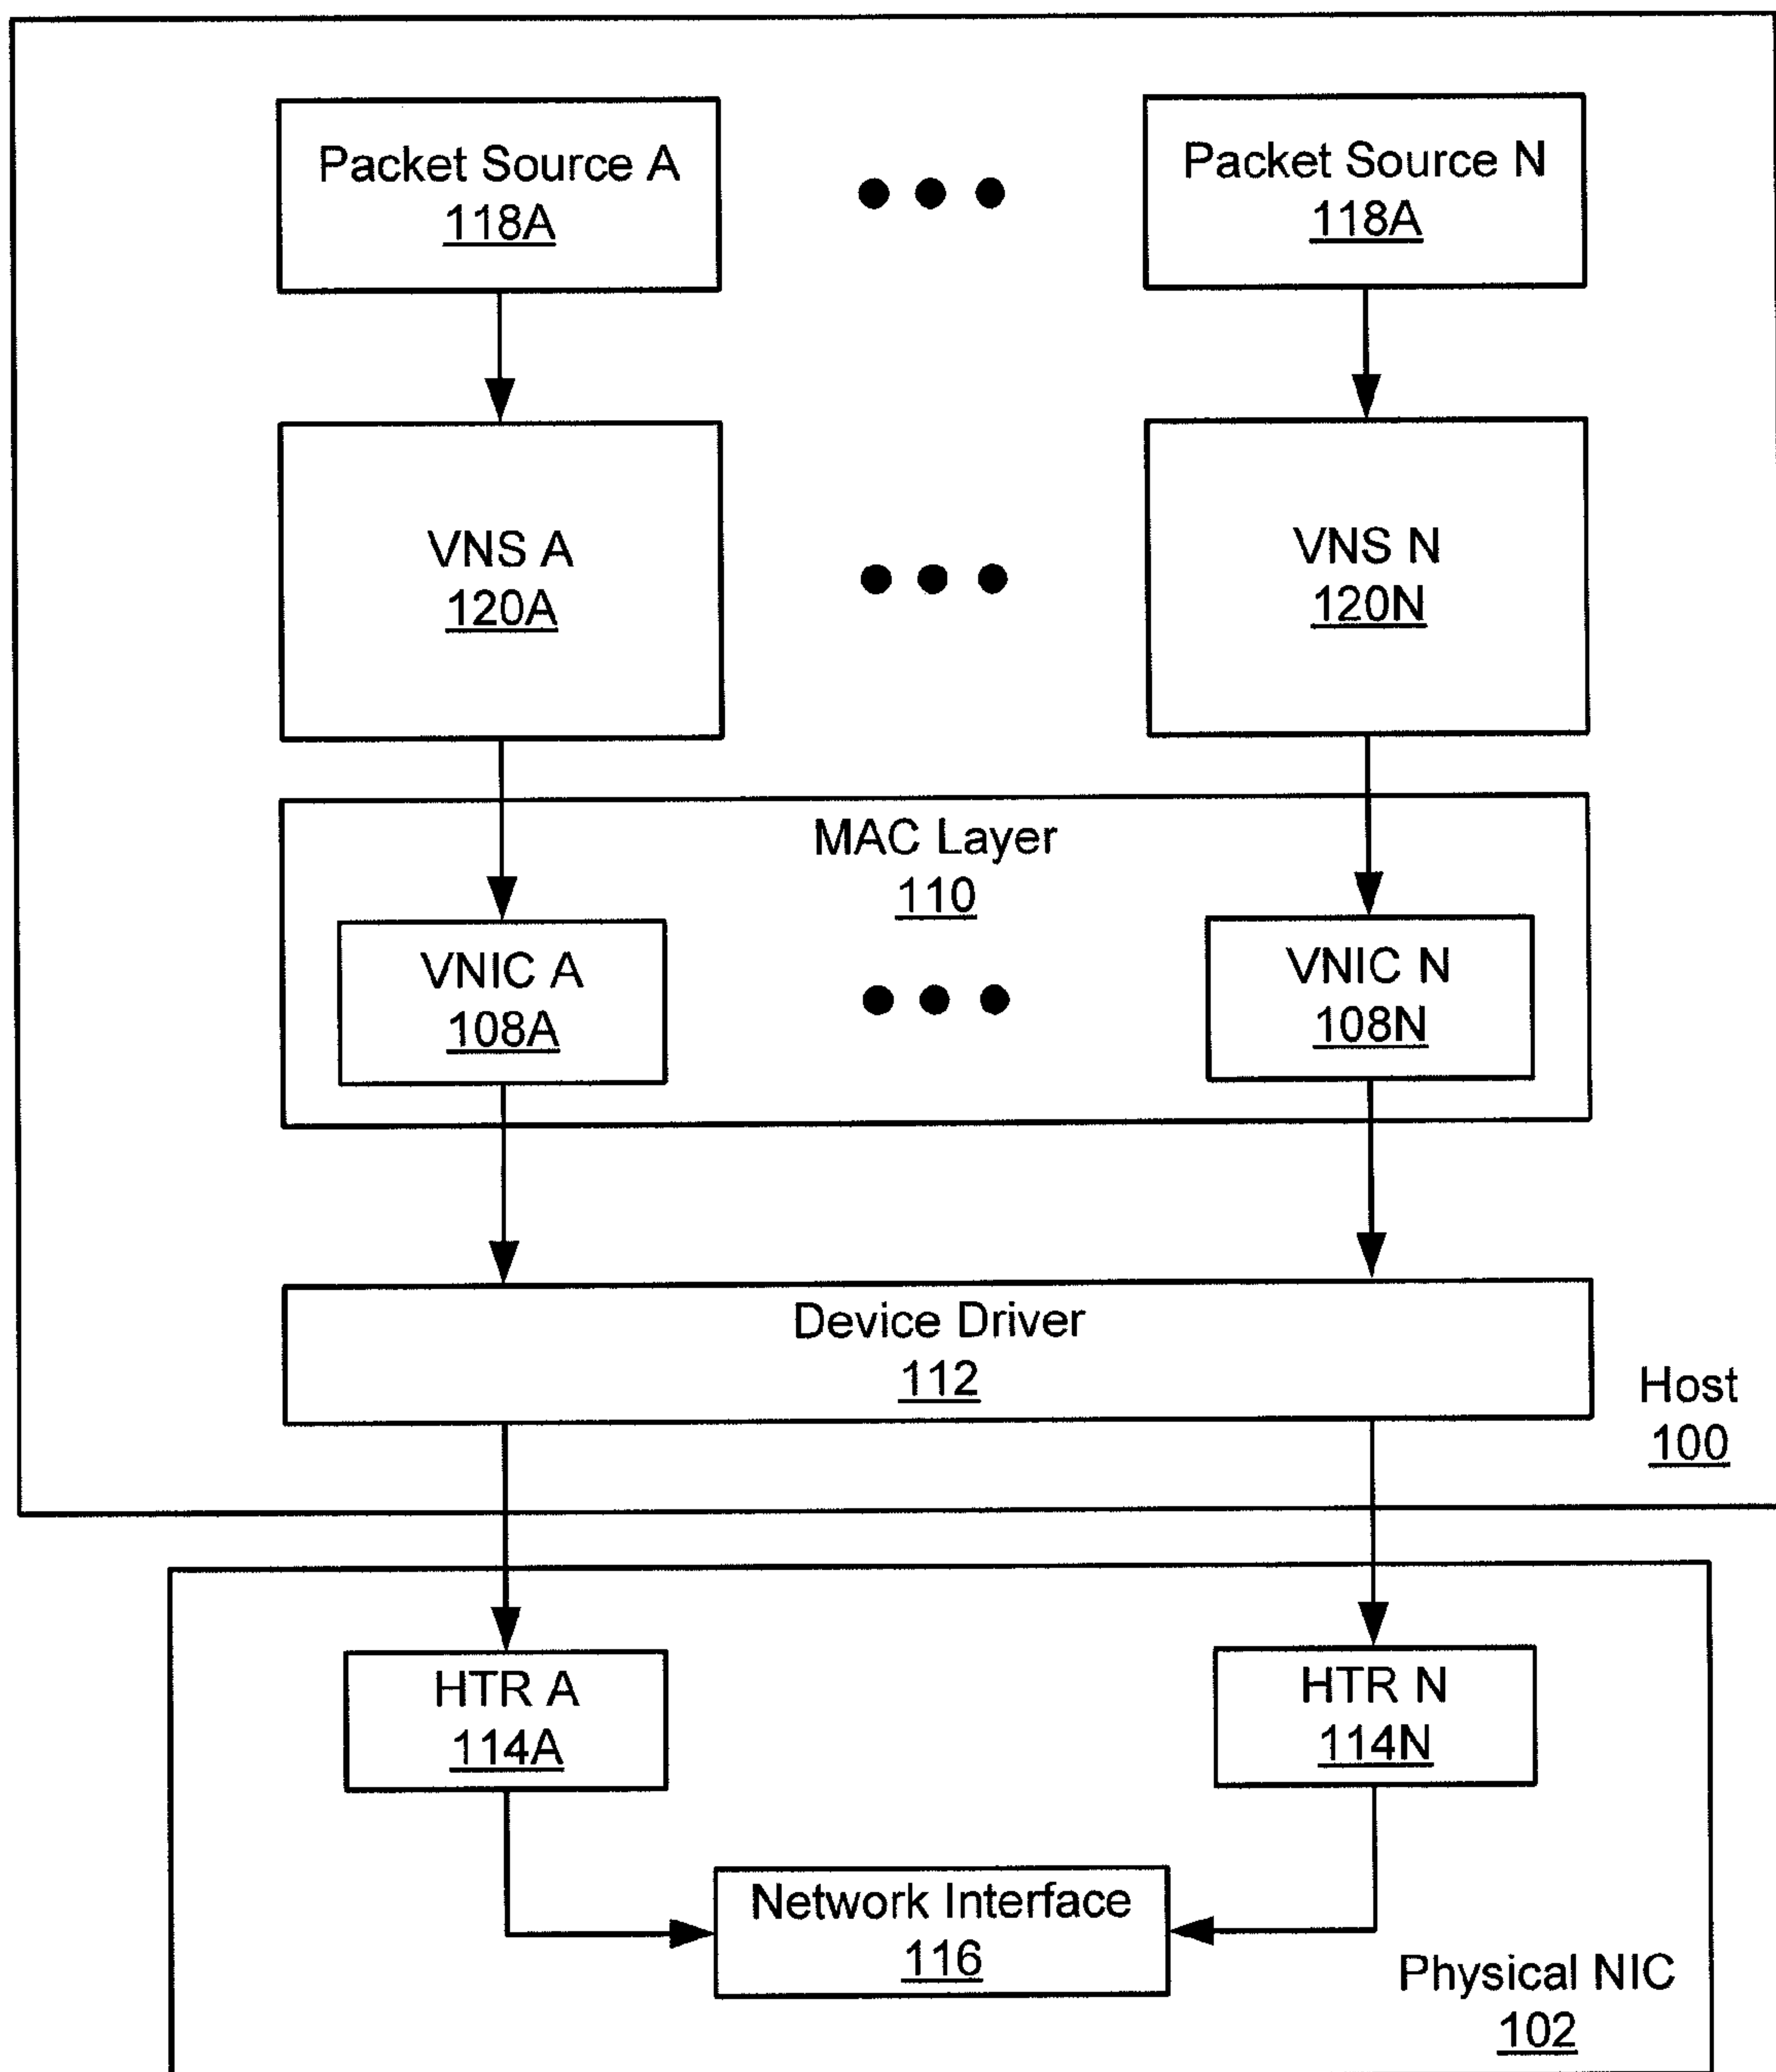 Packet Source A
118A
Packet Source N
118A
VNS A
120A
VNS N
120N
MAC Layer
110
VNIC A
108A
VNIC N
108N
Device Driver
112
Host
100
HTR A
114A
HTR N
114N
Network Interface
116
Physical NIC
102